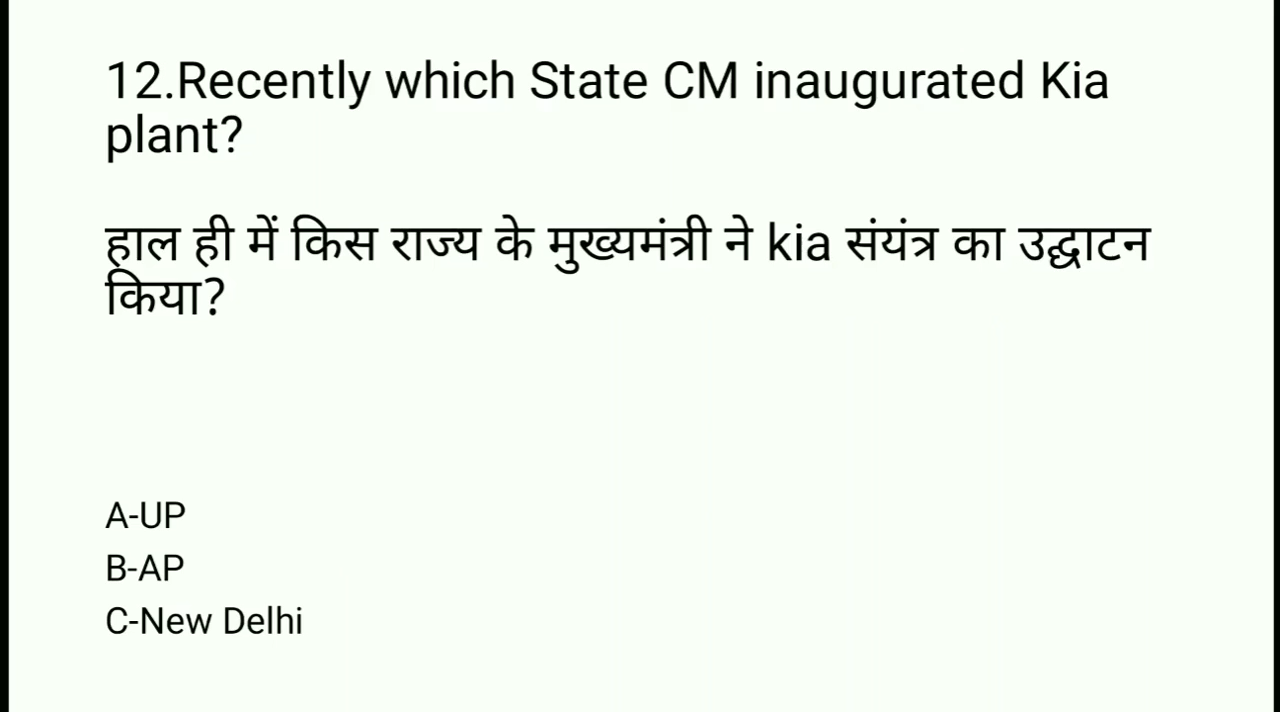 12.Recently which State CM inaugurated Kia
plant?
हाल ही में किस राज्य के मुख्यमंत्री ने kia संयंत्र का उद्घाटन
किया?
A-UP
B-AP
C-New Delhi